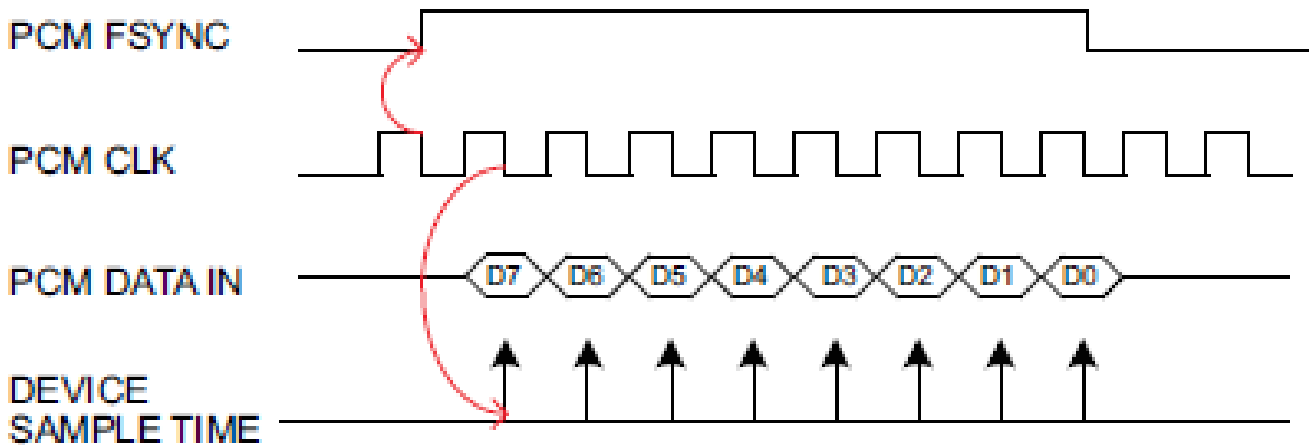 PCM FSYNC
PCM CLK
PCM DATA IN
D7 D6 D5 D4 D3 D2 D1 D0
DEVICE
SAMPLE TIME